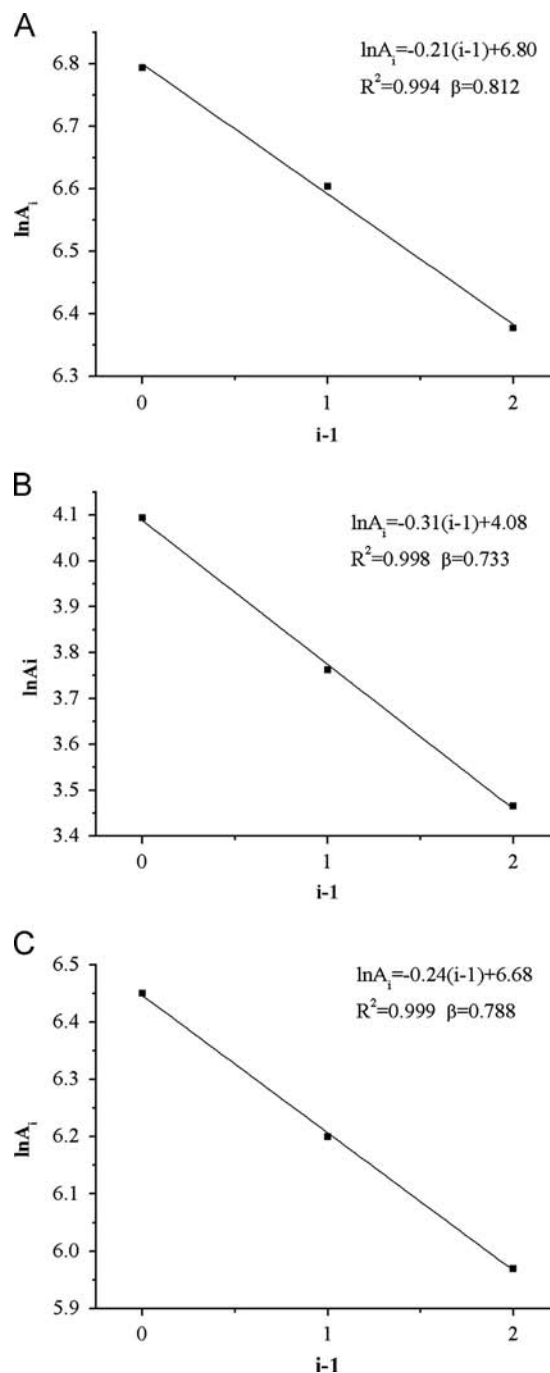 A
lnA_i=-0.21(i-1)+6.80
R²=0.994 β=0.812
6.8
6.7
6.6
6.5
6.4
6.3
lnA_i
0 1 2
i-1
B
lnA_i=-0.31(i-1)+4.08
R²=0.998 β=0.733
4.1
4.0
3.9
3.8
3.7
3.6
3.5
3.4
lnAi
0 1 2
i-1
C
lnA_i=-0.24(i-1)+6.68
R²=0.999 β=0.788
6.5
6.4
6.3
6.2
6.1
6.0
5.9
lnA_i
0 1 2
i-1